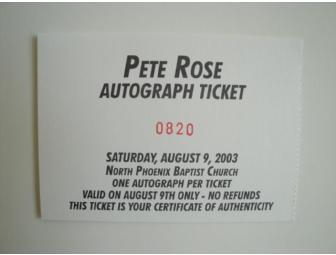 PETE ROSE
AUTOGRAPH TICKET
0820
SATURDAY, AUGUST 9, 2003
NORTH PHOENIX BAPTIST CHURCH
ONE AUTOGRAPH PER TICKET
VALID ON AUGUST 9TH ONLY - NO REFUNDS
THIS TICKET IS YOUR CERTIFICATE OF AUTHENTICITY